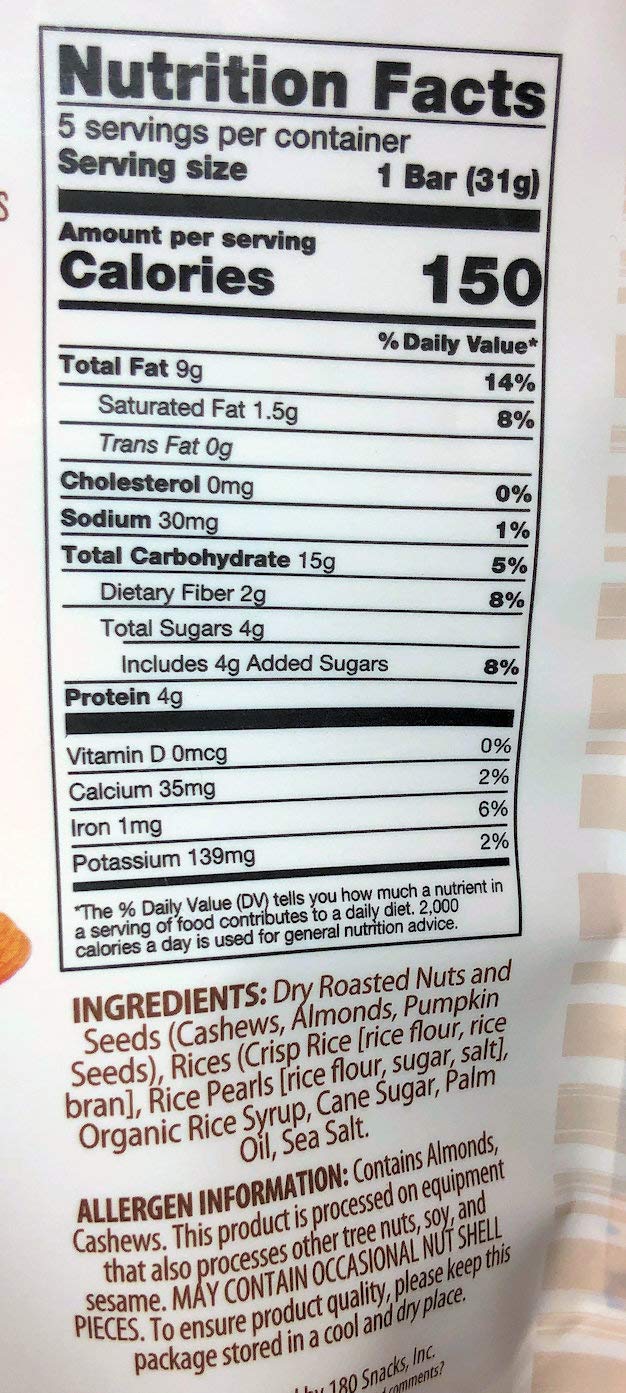 Nutrition Facts
5 servings per container
Serving size 1 Bar (31g)
Amount per serving
Calories 150
% Daily Value*
Total Fat 9g 14%
Saturated Fat 1.5g 8%
Trans Fat 0g
Cholesterol 0mg 0%
Sodium 30mg 1%
Total Carbohydrate 15g 5%
Dietary Fiber 2g 8%
Total Sugars 4g
Includes 4g Added Sugars 8%
Protein 4g
Vitamin D 0mcg 0%
Calcium 35mg 2%
Iron 1mg 6%
Potassium 139mg 2%
*The % Daily Value (DV) tells you how much a nutrient in
a serving of food contributes to a daily diet. 2,000
calories a day is used for general nutrition advice.
INGREDIENTS: Dry Roasted Nuts and
Seeds (Cashews, Almonds, Pumpkin
Seeds), Rices (Crisp Rice [rice flour, rice
bran], Rice Pearls [rice flour, sugar, salt],
Organic Rice Syrup, Cane Sugar, Palm
Oil, Sea Salt.
ALLERGEN INFORMATION: Contains Almonds,
Cashews. This product is processed on equipment
that also processes other tree nuts, soy, and
sesame. MAY CONTAIN OCCASIONAL NUT SHELL
PIECES. To ensure product quality, please keep this
package stored in a cool and dry place.
by 180 Snacks, Inc.
comments?